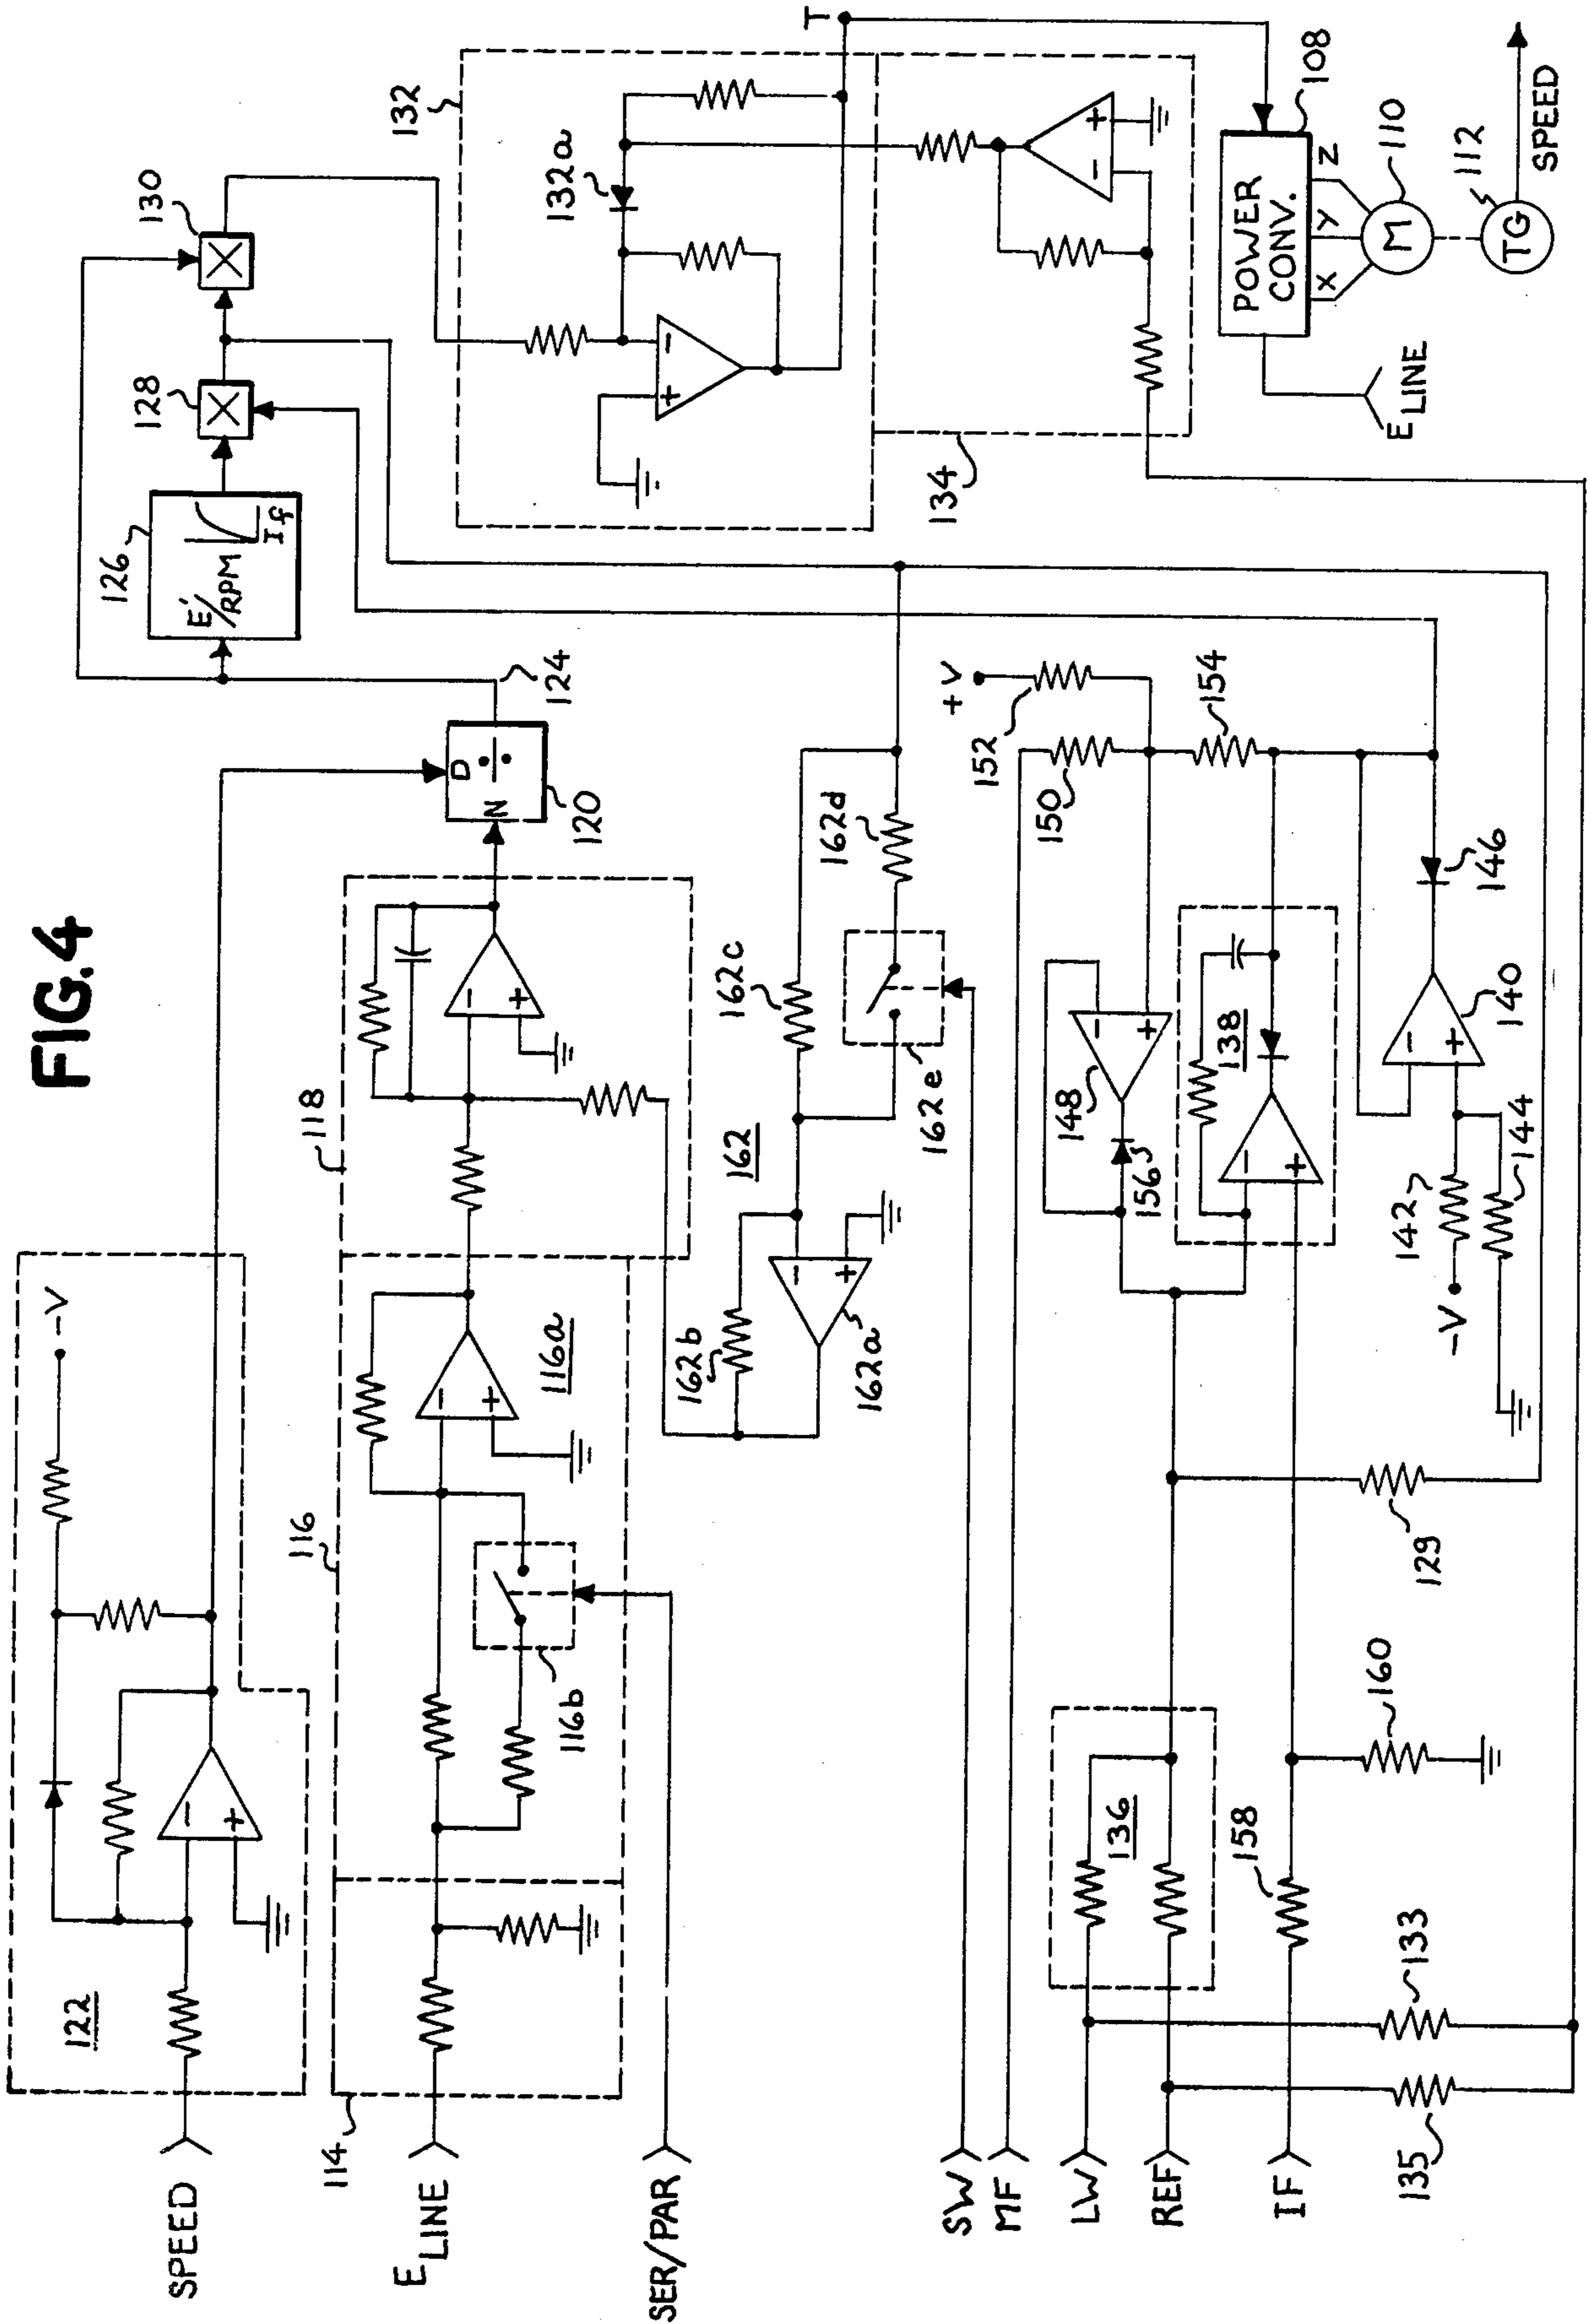 FIG.4
SPEED
122
-V
−
+
114
E LINE
116
116a
−
+
116b
SER/PAR
118
−
+
N
D
÷
120
124
126
E'/RPM
If
128
×
130
×
132
132a
+
−
T
134
−
+
162
162a
−
+
162b
162c
162d
162e
SW
MF
LW
REF
IF
136
158
160
133
135
129
148
−
+
156
138
−
+
150
152
+V
154
140
−
+
142
144
-V
146
POWER CONV.
108
X Y Z
E LINE
M
110
TG
112
SPEED